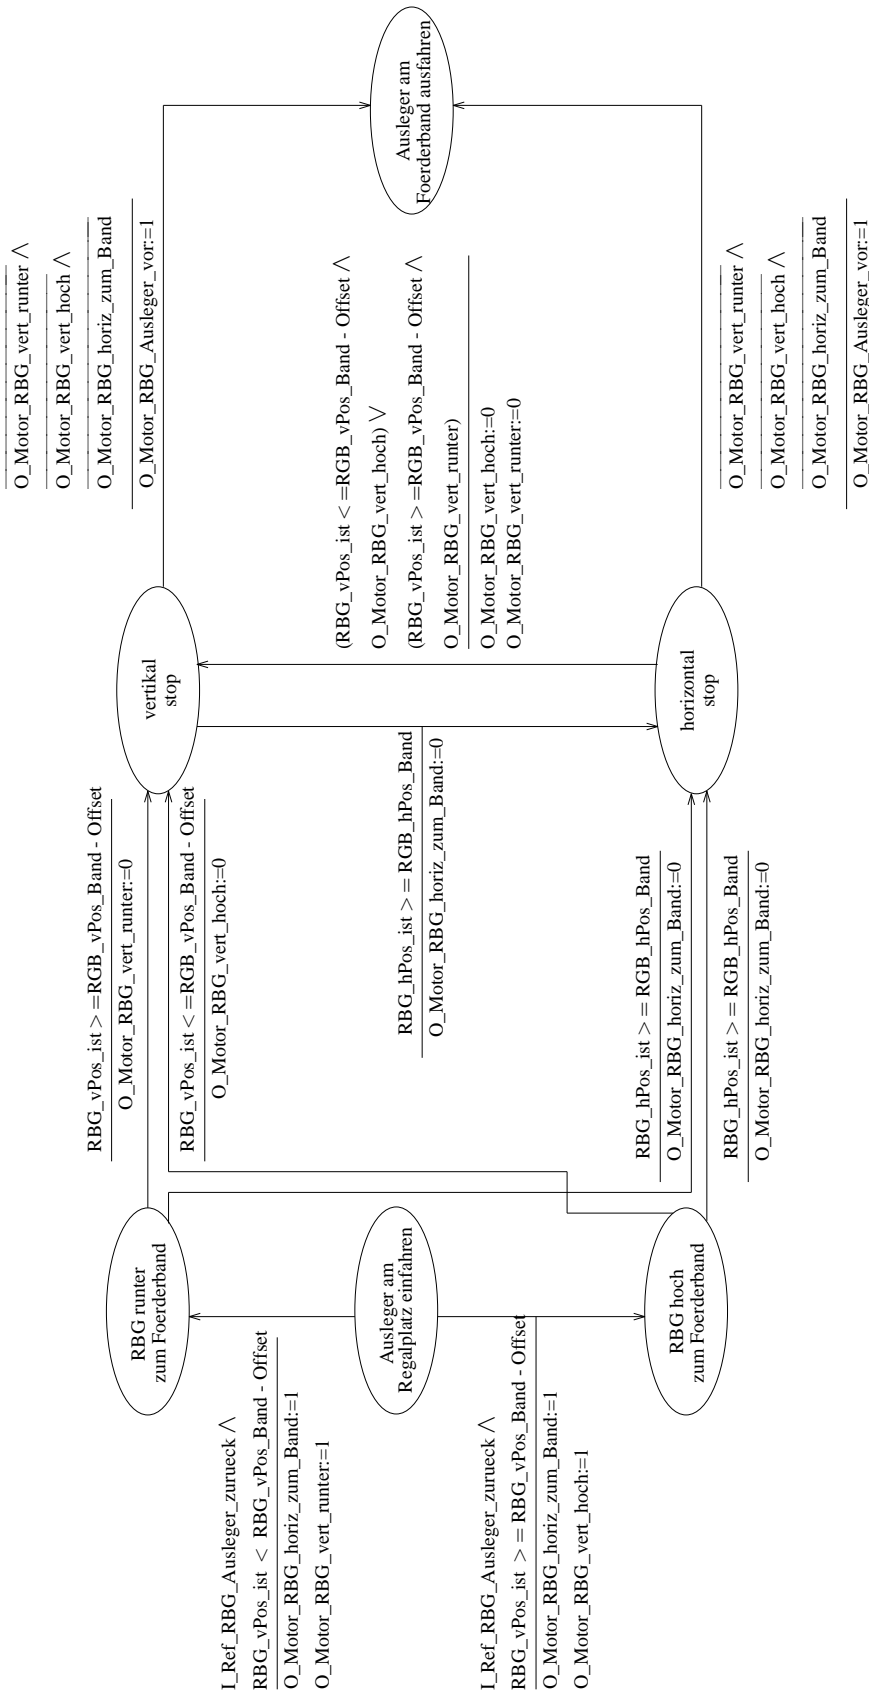 O_Motor_RBG_vert_runter ∧
O_Motor_RBG_vert_hoch ∧
O_Motor_RBG_horiz_zum_Band
O_Motor_RBG_Ausleger_vor:=1
RBG_vPos_ist > =RGB_vPos_Band - Offset
O_Motor_RBG_vert_runter:=0
RBG_vPos_ist < =RGB_vPos_Band - Offset
O_Motor_RBG_vert_hoch:=0
vertikal
stop
RBG runter
zum Foerderband
I_Ref_RBG_Ausleger_zurueck ∧
RBG_vPos_ist < RBG_vPos_Band - Offset
O_Motor_RBG_horiz_zum_Band:=1
O_Motor_RBG_vert_runter:=1
Ausleger am
Regalplatz einfahren
Ausleger am
Foerderband ausfahren
(RBG_vPos_ist < =RGB_vPos_Band - Offset ∧
O_Motor_RBG_vert_hoch) ∨
(RBG_vPos_ist > =RGB_vPos_Band - Offset ∧
O_Motor_RBG_vert_runter)
O_Motor_RBG_vert_hoch:=0
O_Motor_RBG_vert_runter:=0
RBG_hPos_ist > = RGB_hPos_Band
O_Motor_RBG_horiz_zum_Band:=0
I_Ref_RBG_Ausleger_zurueck ∧
RBG_vPos_ist > = RBG_vPos_Band - Offset
O_Motor_RBG_horiz_zum_Band:=1
O_Motor_RBG_vert_hoch:=1
RBG_hPos_ist > = RGB_hPos_Band
O_Motor_RBG_horiz_zum_Band:=0
RBG_hPos_ist > = RGB_hPos_Band
O_Motor_RBG_horiz_zum_Band:=0
RBG hoch
zum Foerderband
horizontal
stop
O_Motor_RBG_vert_runter ∧
O_Motor_RBG_vert_hoch ∧
O_Motor_RBG_horiz_zum_Band
O_Motor_RBG_Ausleger_vor:=1